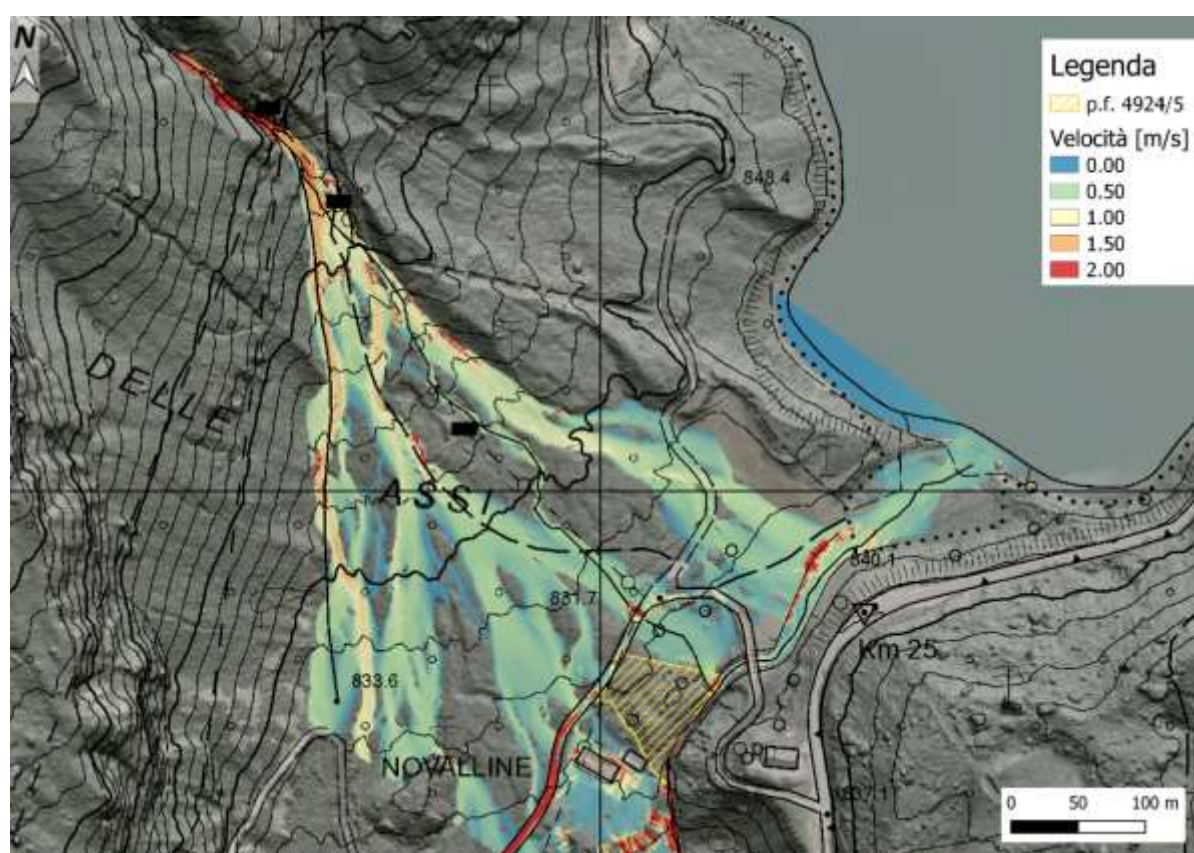 N
Legenda
p.f. 4924/5
Velocità [m/s]
0.00
0.50
1.00
1.50
2.00
848.4
DELLE
ASSI
840.1
831.7
Km 25
833.6
NOVALLINE
0 50 100 m